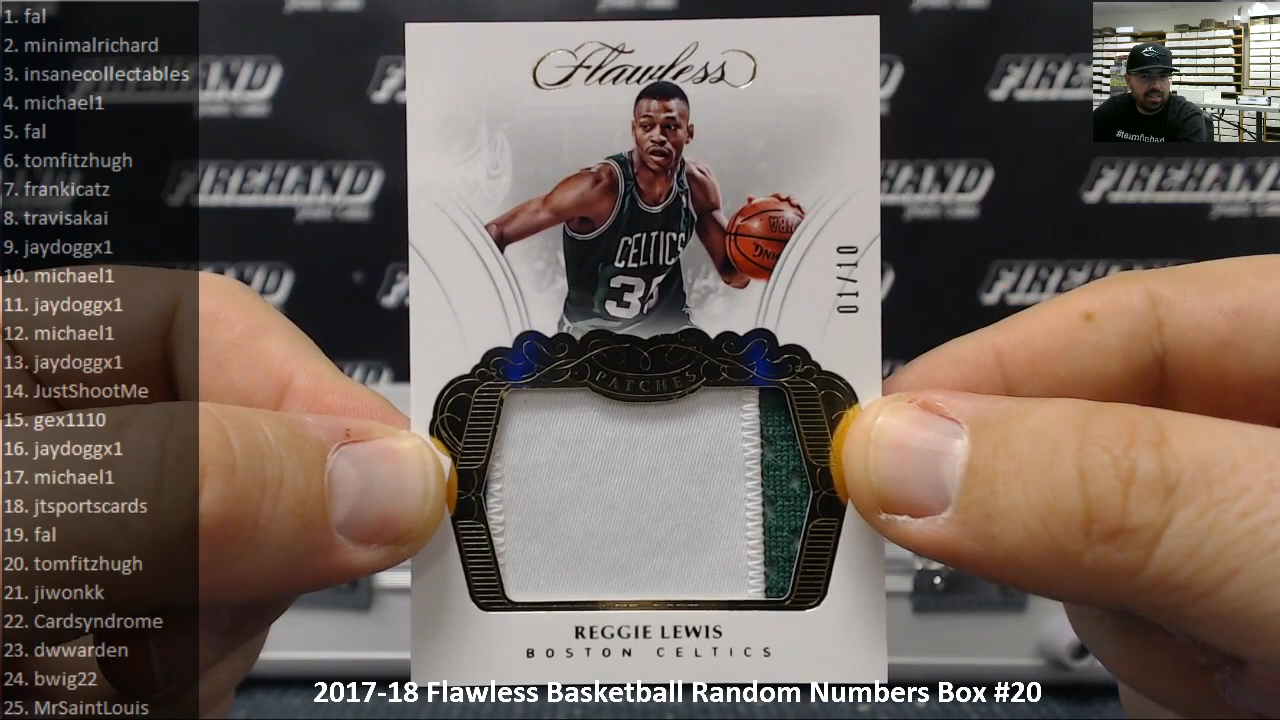 1. fal
2. minimalrichard
3. insanecollectables
4. michael1
5. fal
6. tomfitzhugh
7. frankicatz
8. travisakai
9. jaydoggx1
10. michael1
11. jaydoggx1
12. michael1
13. jaydoggx1
14. JustShootMe
15. gex1110
16. jaydoggx1
17. michael1
18. jtsportscards
19. fal
20. tomfitzhugh
21. jiwonkk
22. Cardsyndrome
23. dwwarden
24. bwig22
25. MrSaintLouis
Flawless
CELTICS
35
01/10
PATCHES
REGGIE LEWIS
BOSTON CELTICS
FIREHAND
2017-18 Flawless Basketball Random Numbers Box #20